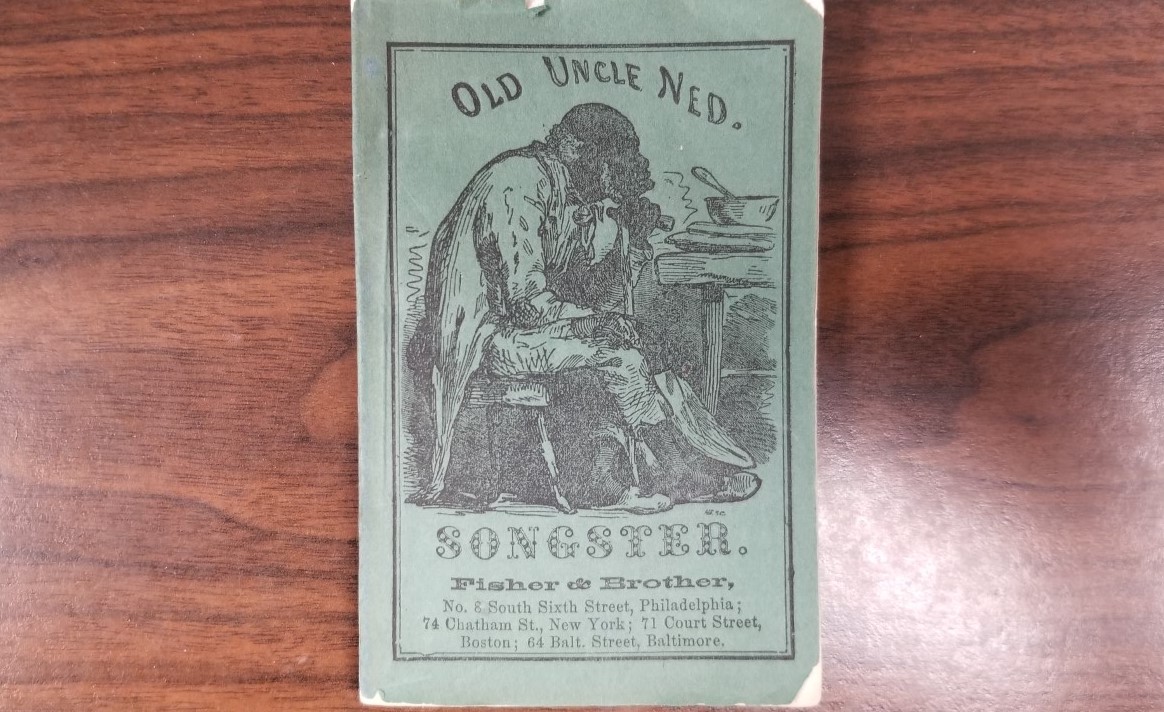 OLD UNCLE NED.
SONGSTER.
Fisher & Brother,
No. 8 South Sixth Street, Philadelphia;
74 Chatham St., New York; 71 Court Street,
Boston; 64 Balt. Street, Baltimore.